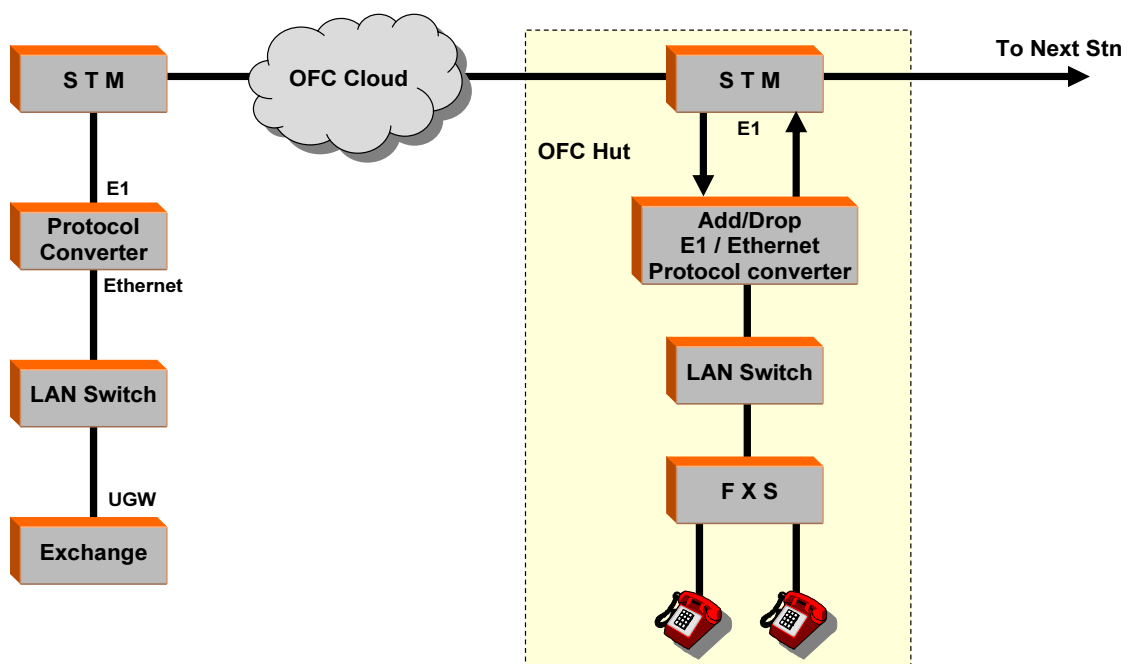 To Next Stn
S T M
OFC Cloud
S T M
E1
OFC Hut
E1
Protocol
Converter
Ethernet
Add/Drop
E1 / Ethernet
Protocol converter
LAN Switch
LAN Switch
UGW
F X S
Exchange